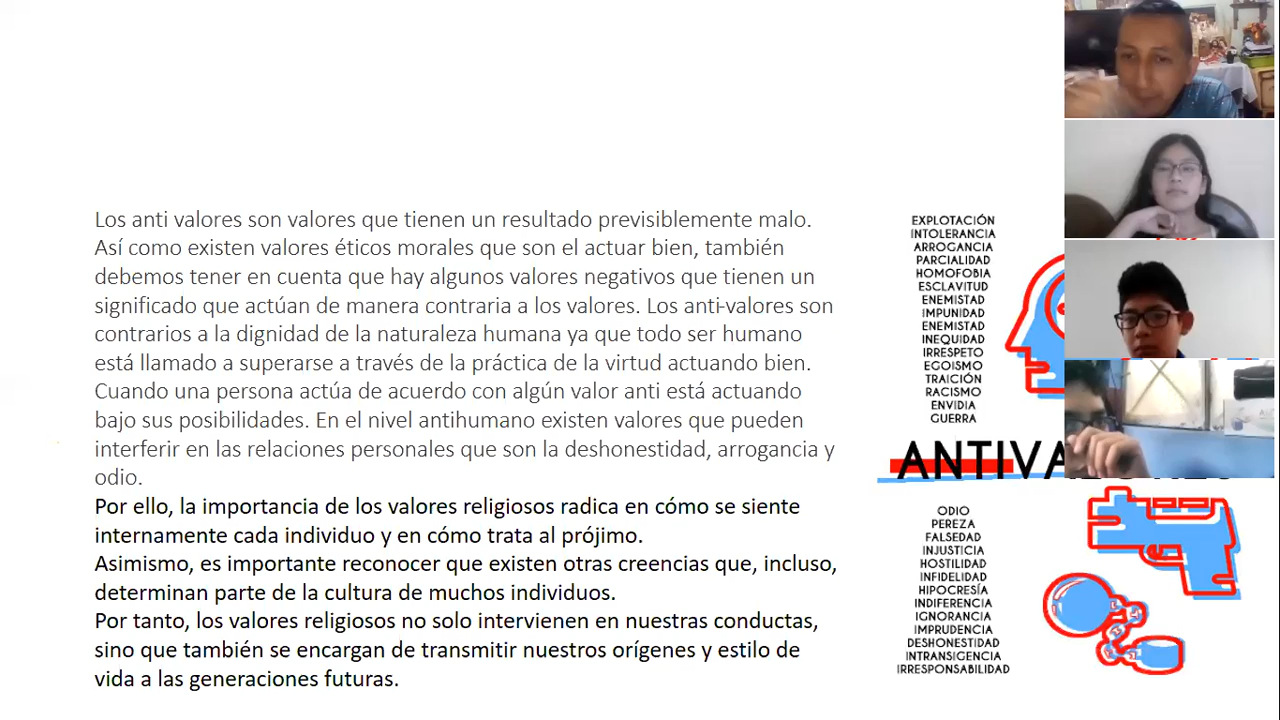 Los anti valores son valores que tienen un resultado previsiblemente malo.
Así como existen valores éticos morales que son el actuar bien, también
debemos tener en cuenta que hay algunos valores negativos que tienen un
significado que actúan de manera contraria a los valores. Los anti-valores son
contrarios a la dignidad de la naturaleza humana ya que todo ser humano
está llamado a superarse a través de la práctica de la virtud actuando bien.
Cuando una persona actúa de acuerdo con algún valor anti está actuando
bajo sus posibilidades. En el nivel antihumano existen valores que pueden
interferir en las relaciones personales que son la deshonestidad, arrogancia y
odio.
Por ello, la importancia de los valores religiosos radica en cómo se siente
internamente cada individuo y en cómo trata al prójimo.
Asimismo, es importante reconocer que existen otras creencias que, incluso,
determinan parte de la cultura de muchos individuos.
Por tanto, los valores religiosos no solo intervienen en nuestras conductas,
sino que también se encargan de transmitir nuestros orígenes y estilo de
vida a las generaciones futuras.
EXPLOTACIÓN
INTOLERANCIA
ARROGANCIA
PARCIALIDAD
HOMOFOBIA
ESCLAVITUD
ENEMISTAD
IMPUNIDAD
ENEMISTAD
INEQUIDAD
IRRESPETO
EGOISMO
TRAICIÓN
RACISMO
ENVIDIA
GUERRA
ODIO
PEREZA
FALSEDAD
INJUSTICIA
HOSTILIDAD
INFIDELIDAD
HIPOCRESÍA
INDIFERENCIA
IGNORANCIA
IMPRUDENCIA
DESHONESTIDAD
INTRANSIGENCIA
IRRESPONSABILIDAD